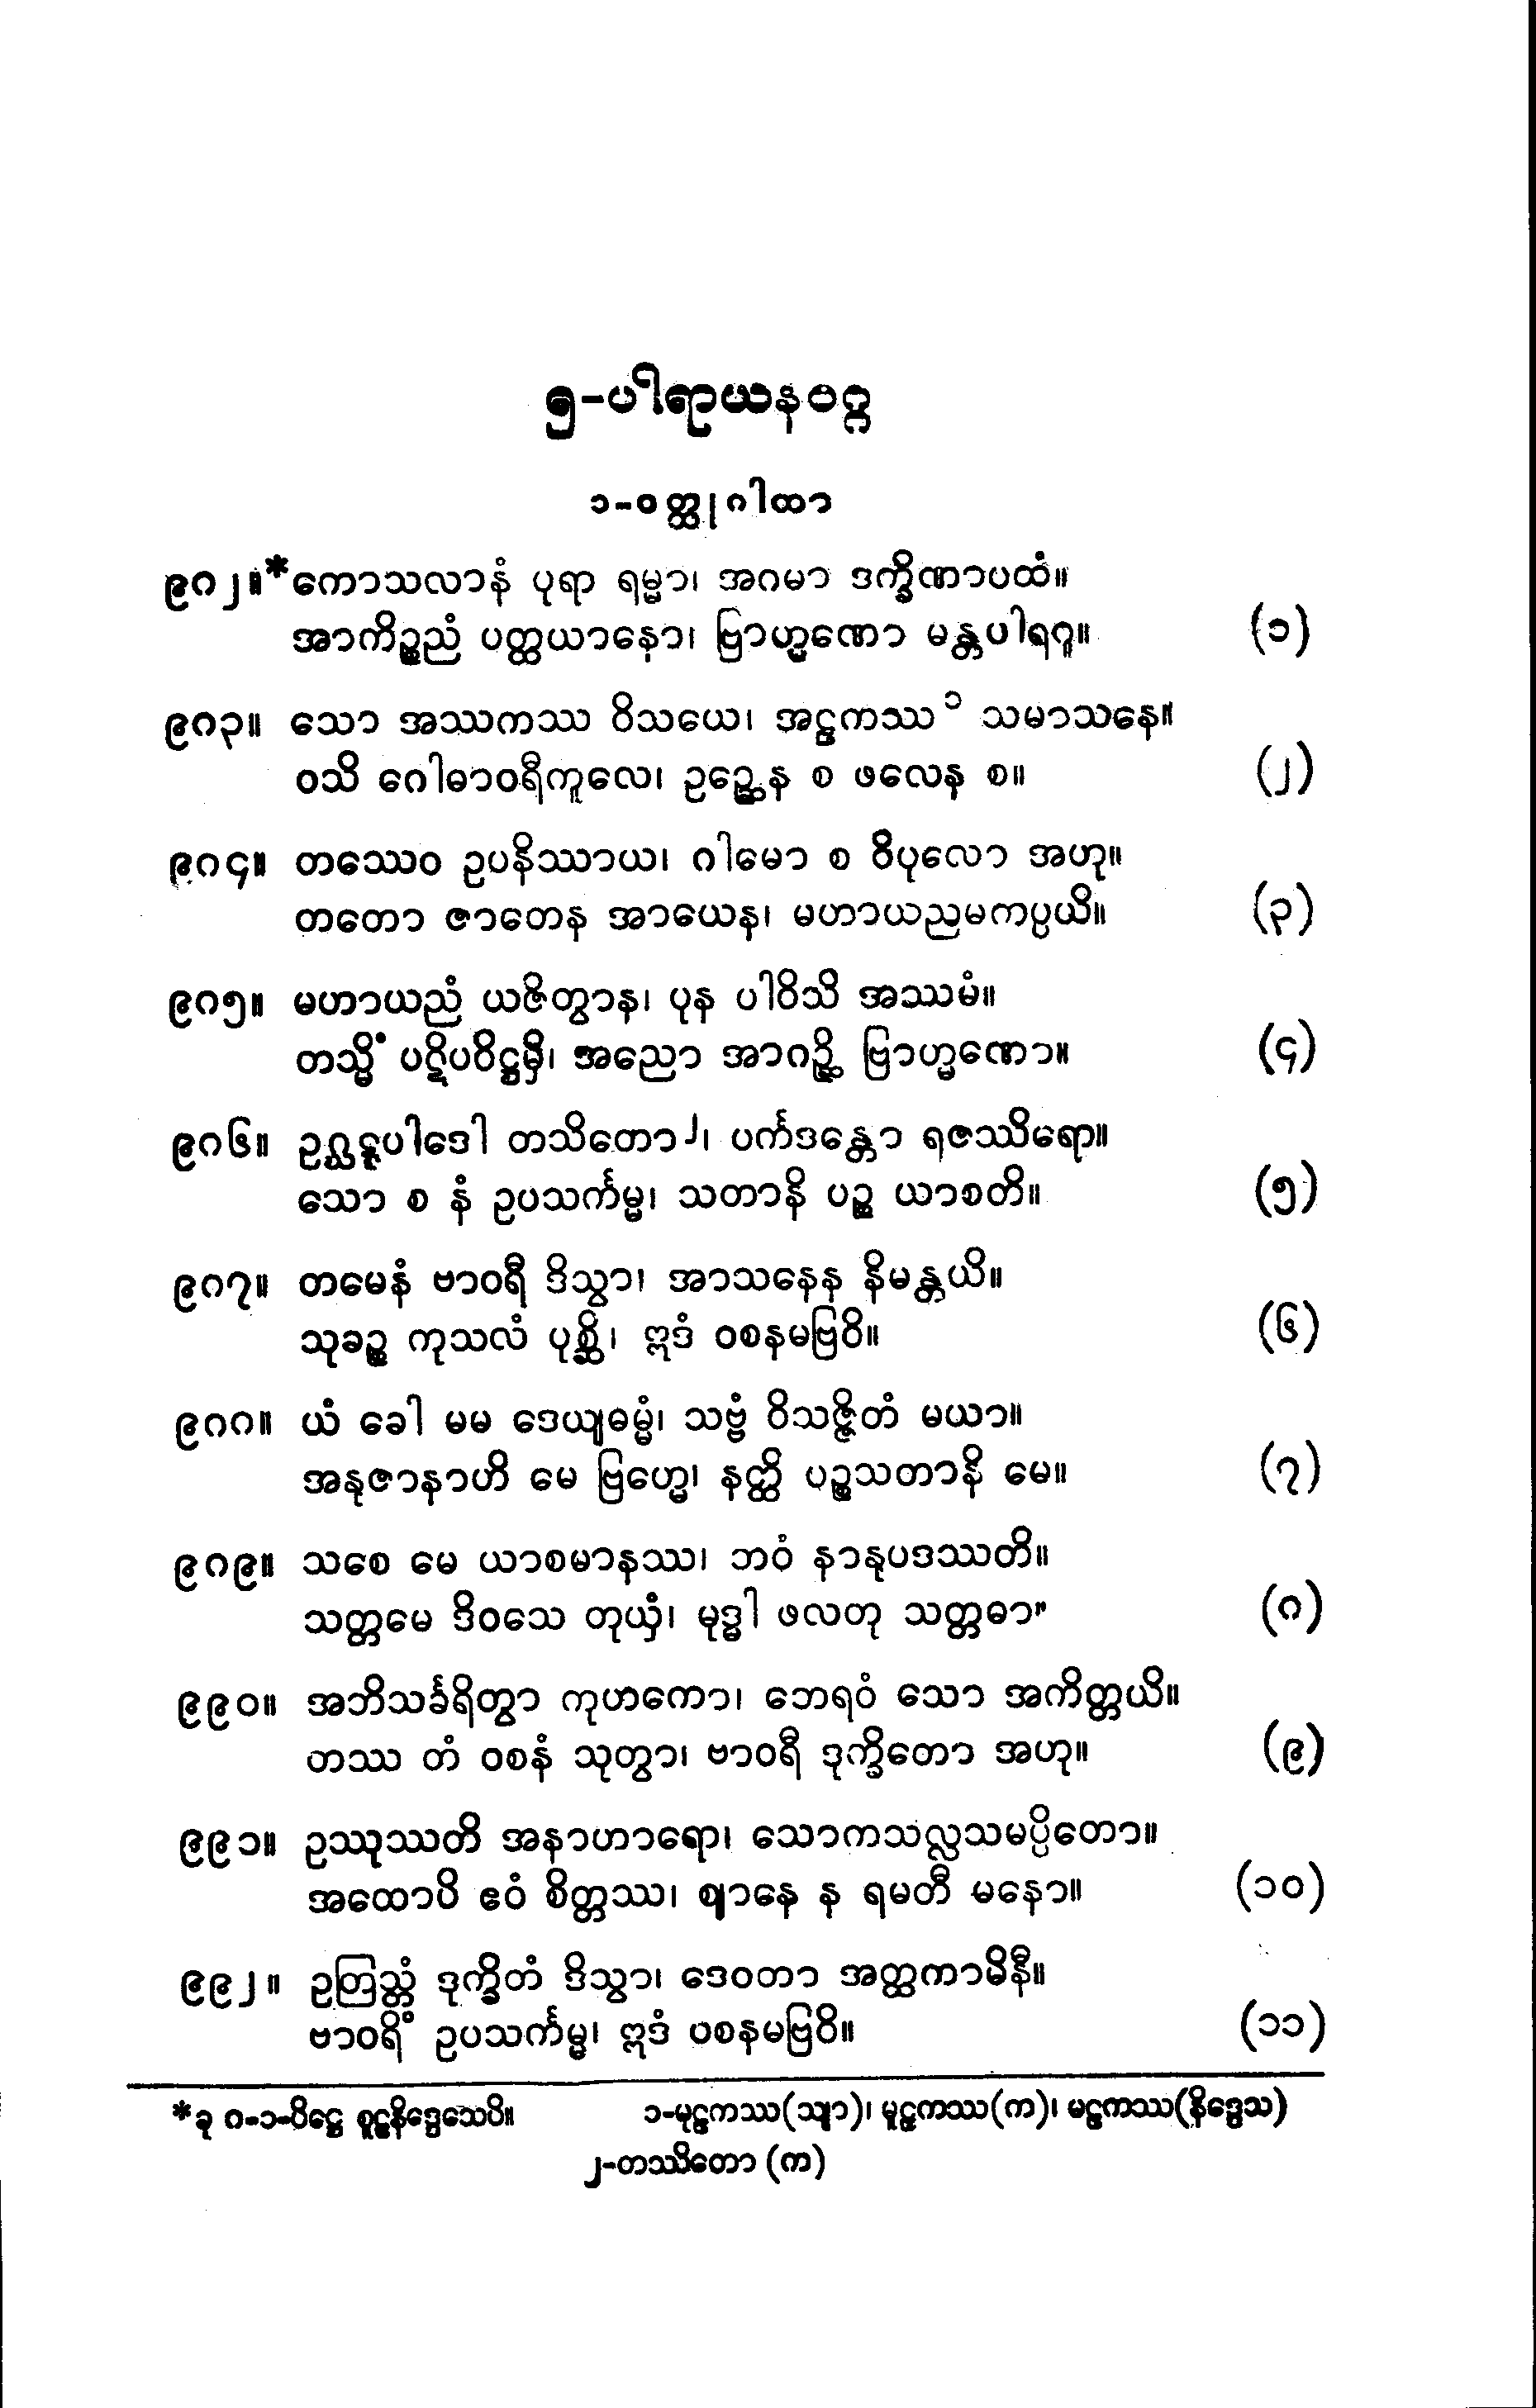 ၅-ပါရာယနဝဂ္ဂ
၁-ဝတ္ထုဂါထာ
၉၈၂။ *ကောသလာနံ ပုရာ ရမ္မာ၊ အဂမာ ဒက္ခိဏာပထံ။
အာကိဉ္စညံ ပတ္ထယာနော၊ ဗြာဟ္မဏော မန္တပါရဂူ။ (၁)
၉၈၃။ သော အဿကဿ ဝိသယေ၊ အဠကဿ ၁ သမာသနေ။
ဝသိ ဂေါဓာဝရီကူလေ၊ ဥဉ္ဆေန စ ဖလေန စ။ (၂)
၉၈၄။ တဿေဝ ဥပနိဿာယ၊ ဂါမော စ ဝိပုလော အဟု။
တတော ဇာတေန အာယေန၊ မဟာယညမကပ္ပယိ။ (၃)
၉၈၅။ မဟာယညံ ယဇိတွာန၊ ပုန ပါဝိသိ အဿမံ။
တသ္မိံ ပဋိပဝိဋ္ဌမှိ၊ အညော အာဂဉ္ဆိ ဗြာဟ္မဏော။ (၄)
၉၈၆။ ဥဂ္ဃဋ္ဋပါဒေါ တသိတော၂၊ ပင်္ကဒန္တော ရဇဿိရော။
သော စ နံ ဥပသင်္ကမ္မ၊ သတာနိ ပဉ္စ ယာစတိ။ (၅)
၉၈၇။ တမေနံ ဗာဝရီ ဒိသွာ၊ အာသနေန နိမန္တယိ။
သုခဉ္စ ကုသလံ ပုစ္ဆိ၊ ဣဒံ ဝစနမဗြဝိ။ (၆)
၉၈၈။ ယံ ခေါ မမ ဒေယျဓမ္မံ၊ သဗ္ဗံ ဝိသဇ္ဇိတံ မယာ။
အနုဇာနာဟိ မေ ဗြဟ္မေ၊ နတ္ထိ ပဉ္စသတာနိ မေ။ (၇)
၉၈၉။ သစေ မေ ယာစမာနဿ၊ ဘဝံ နာနုပဒဿတိ။
သတ္တမေ ဒိဝသေ တုယှံ၊ မုဒ္ဓါ ဖလတု သတ္တဓာ” (၈)
၉၉၀။ အဘိသင်္ခရိတွာ ကုဟကော၊ ဘေရဝံ သော အကိတ္တယိ။
တဿ တံ ဝစနံ သုတွာ၊ ဗာဝရီ ဒုက္ခိတော အဟု။ (၉)
၉၉၁။ ဥဿုဿတိ အနာဟာရော၊ သောကသလ္လသမပ္ပိတော။
အထောပိ ဧဝံ စိတ္တဿ၊ ဈာနေ န ရမတီ မနော။ (၁၀)
၉၉၂။ ဥတြသ္တံ ဒုက္ခိတံ ဒိသွာ၊ ဒေဝတာ အတ္ထကာမိနီ။
ဗာဝရိံ ဥပသင်္ကမ္မ၊ ဣဒံ ဝစနမဗြဝိ။ (၁၁)
*ခု ၈-၁-ပိဋ္ဌေ စူဠနိဒ္ဒေသေပိ။ ၁-မုဠကဿ(သျာ)၊ မူဠကဿ(က)၊ မဠကဿ(နိဒ္ဒေသ)
၂-တဿိတော (က)